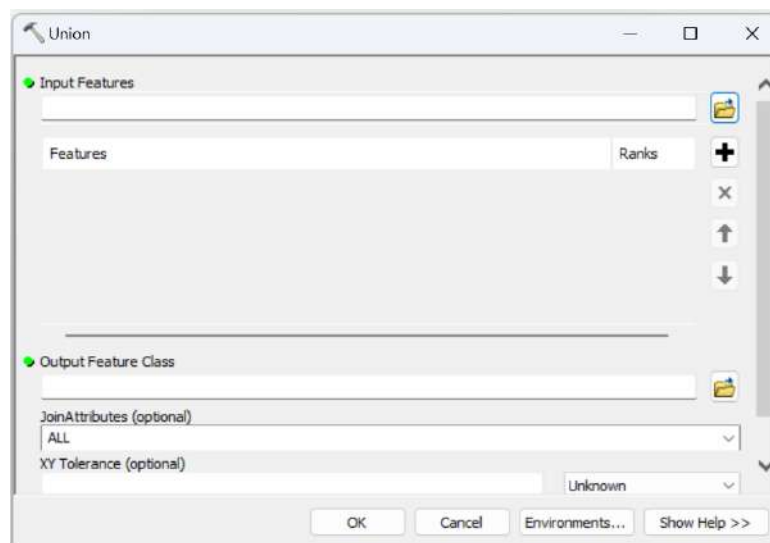 Union
Input Features
Features Ranks
Output Feature Class
JoinAttributes (optional)
ALL
XY Tolerance (optional)
Unknown
OK Cancel Environments... Show Help >>